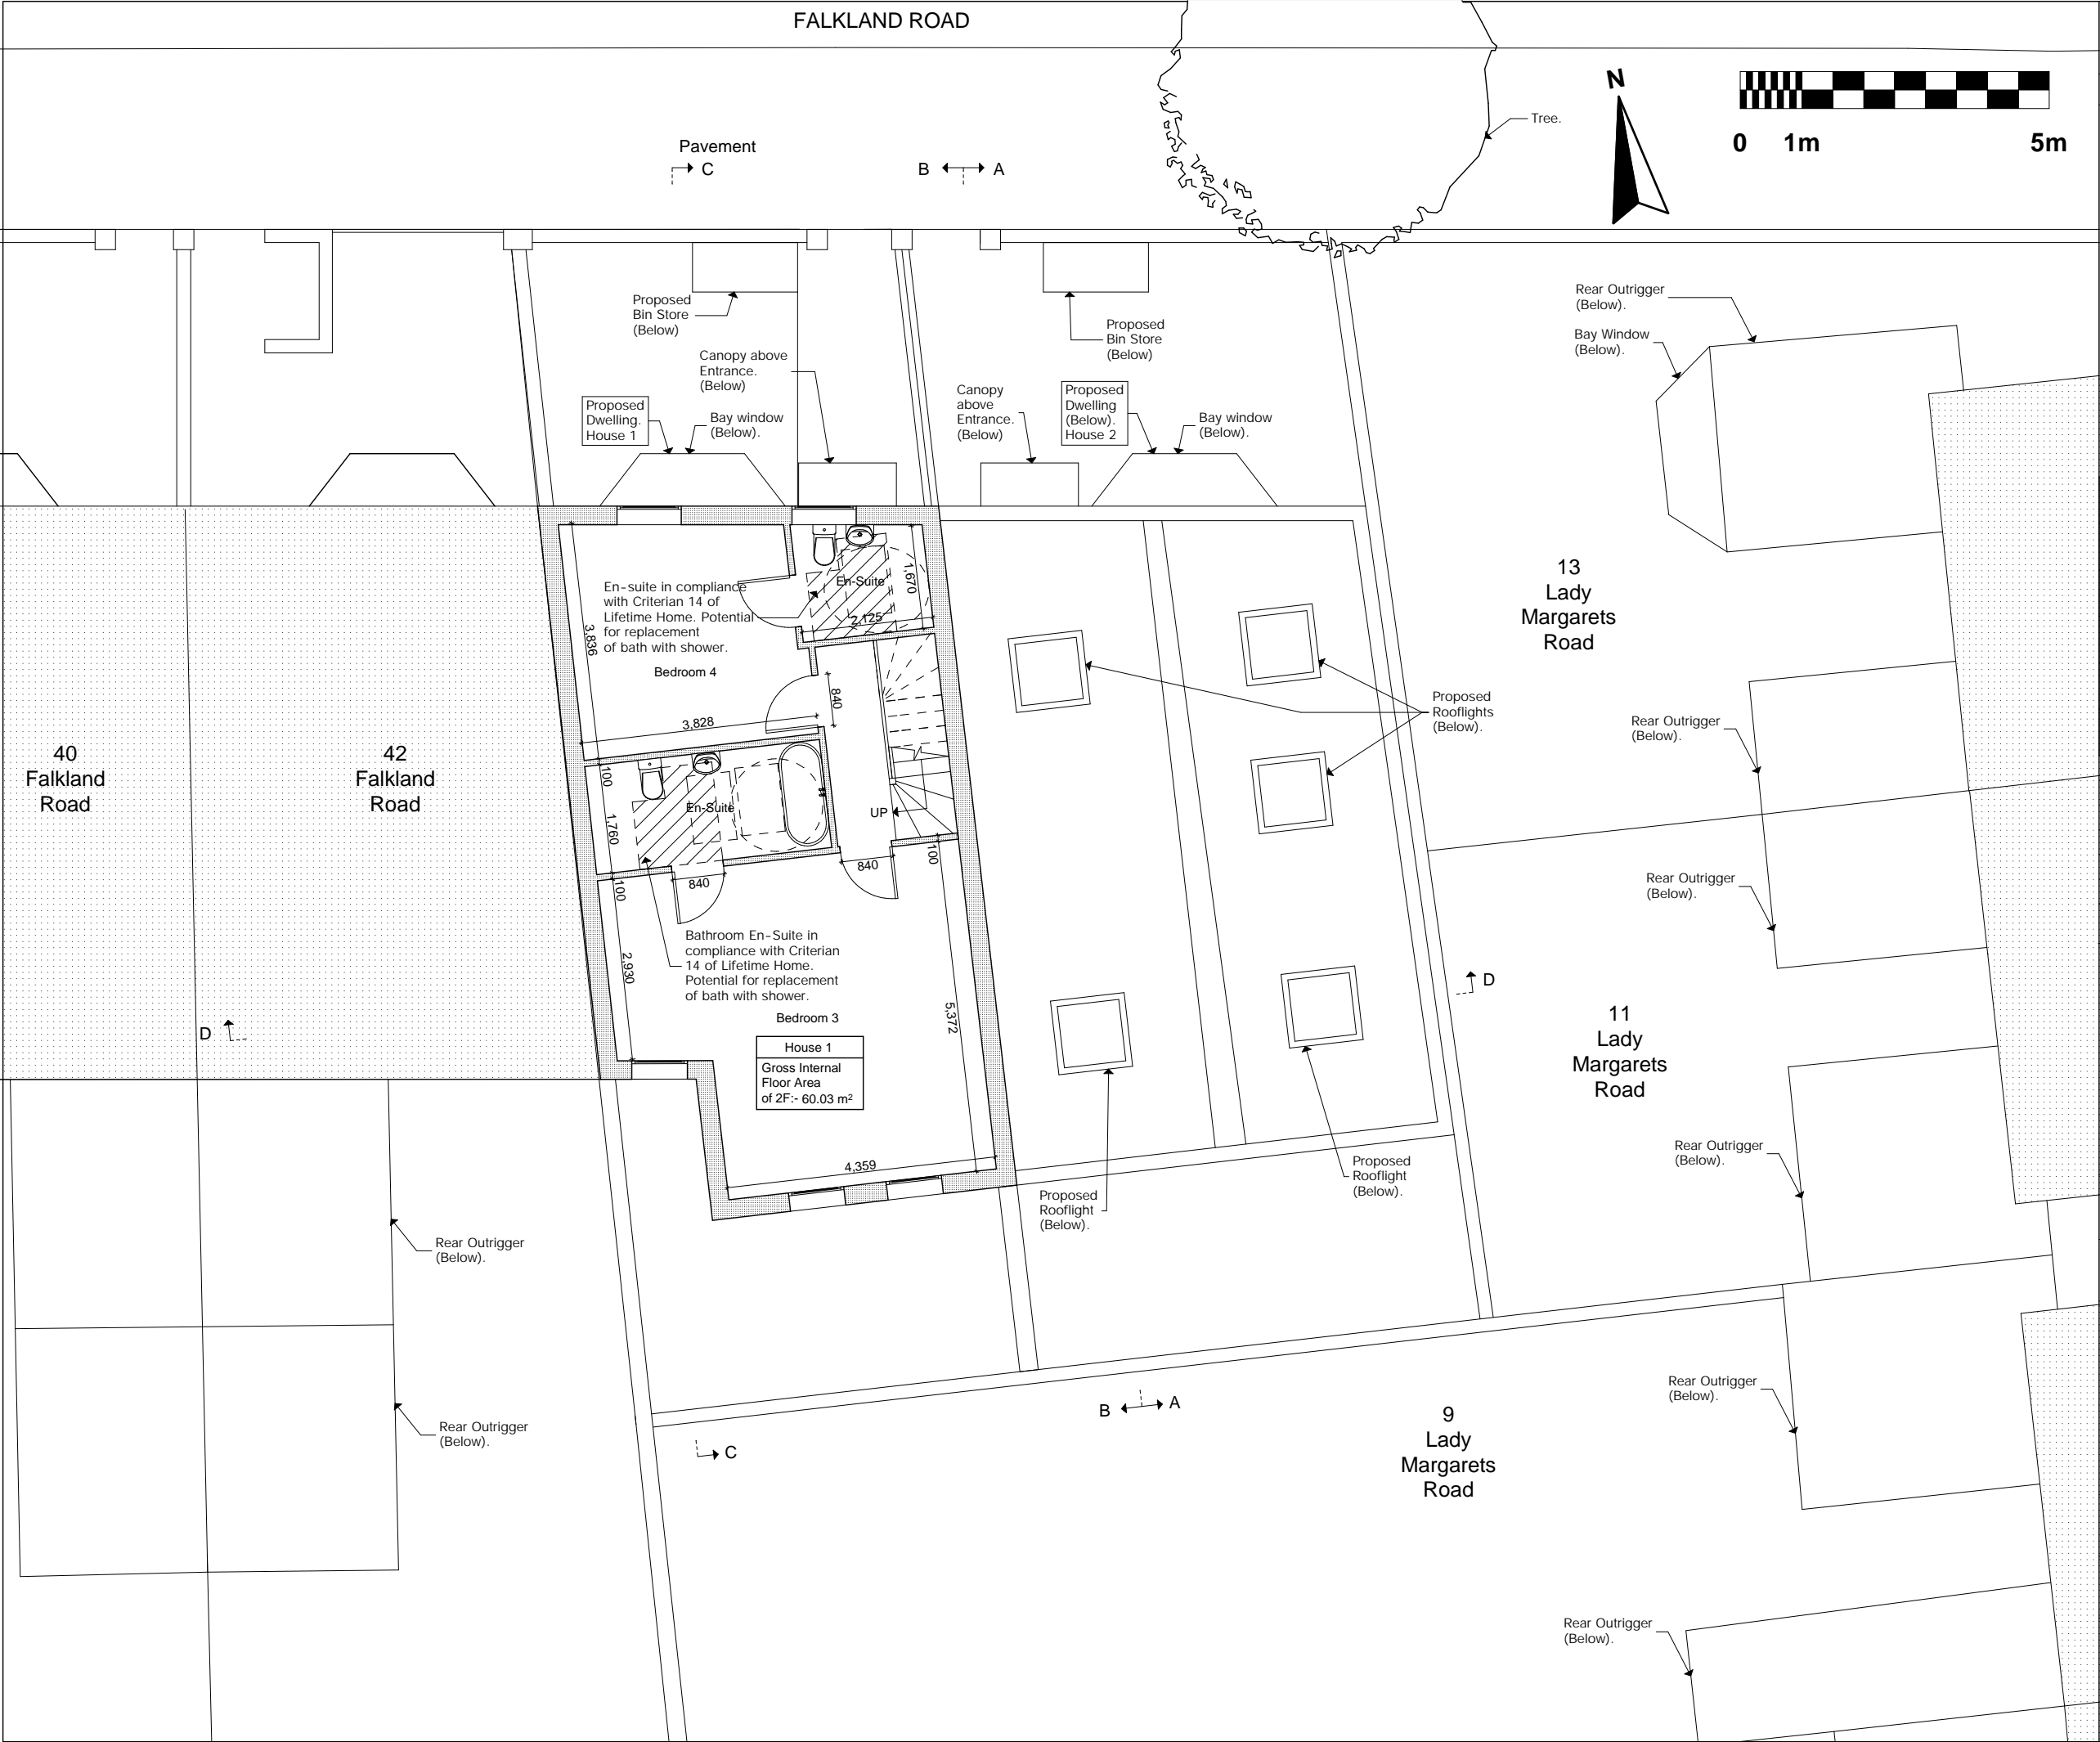 FALKLAND ROAD
N
0 1m 5m
Tree.
Pavement
C
B A
Proposed
Bin Store
(Below)
Canopy above
Entrance.
(Below)
Proposed
Dwelling.
House 1
Bay window
(Below).
Proposed
Bin Store
(Below)
Canopy
above
Entrance.
(Below)
Proposed
Dwelling
(Below).
House 2
Bay window
(Below).
Rear Outrigger
(Below).
Bay Window
(Below).
13
Lady
Margarets
Road
En-suite in compliance
with Criterian 14 of
Lifetime Home. Potential
for replacement
of bath with shower.
Bedroom 4
En-Suite
1,670
2,125
3,836
3,828
840
40
Falkland
Road
42
Falkland
Road
100
1,760
100
En-Suite
UP
840
840
100
Proposed
Rooflights
(Below).
Rear Outrigger
(Below).
Rear Outrigger
(Below).
2,930
Bathroom En-Suite in
compliance with Criterian
14 of Lifetime Home.
Potential for replacement
of bath with shower.
Bedroom 3
5,372
House 1
Gross Internal
Floor Area
of 2F:- 60.03 m²
4,359
D
D
11
Lady
Margarets
Road
Proposed
Rooflight
(Below).
Proposed
Rooflight
(Below).
Rear Outrigger
(Below).
Rear Outrigger
(Below).
Rear Outrigger
(Below).
B A
C
9
Lady
Margarets
Road
Rear Outrigger
(Below).
Rear Outrigger
(Below).